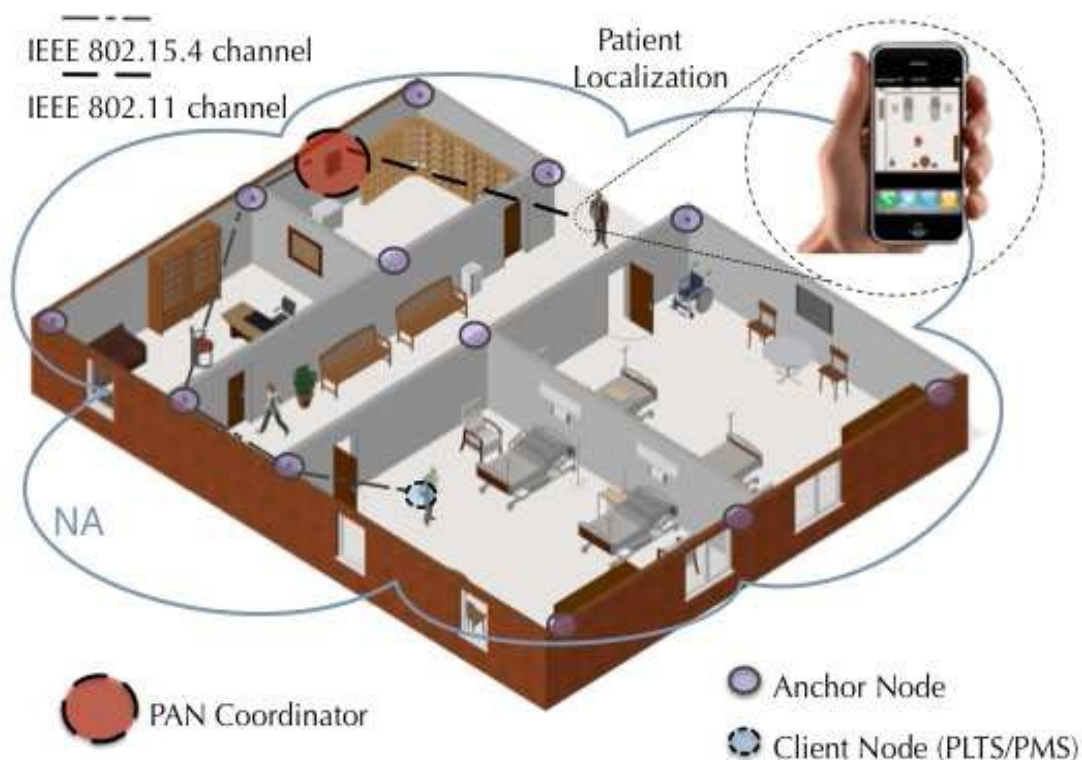 IEEE 802.15.4 channel
IEEE 802.11 channel
Patient
Localization
NA
PAN Coordinator
Anchor Node
Client Node (PLTS/PMS)